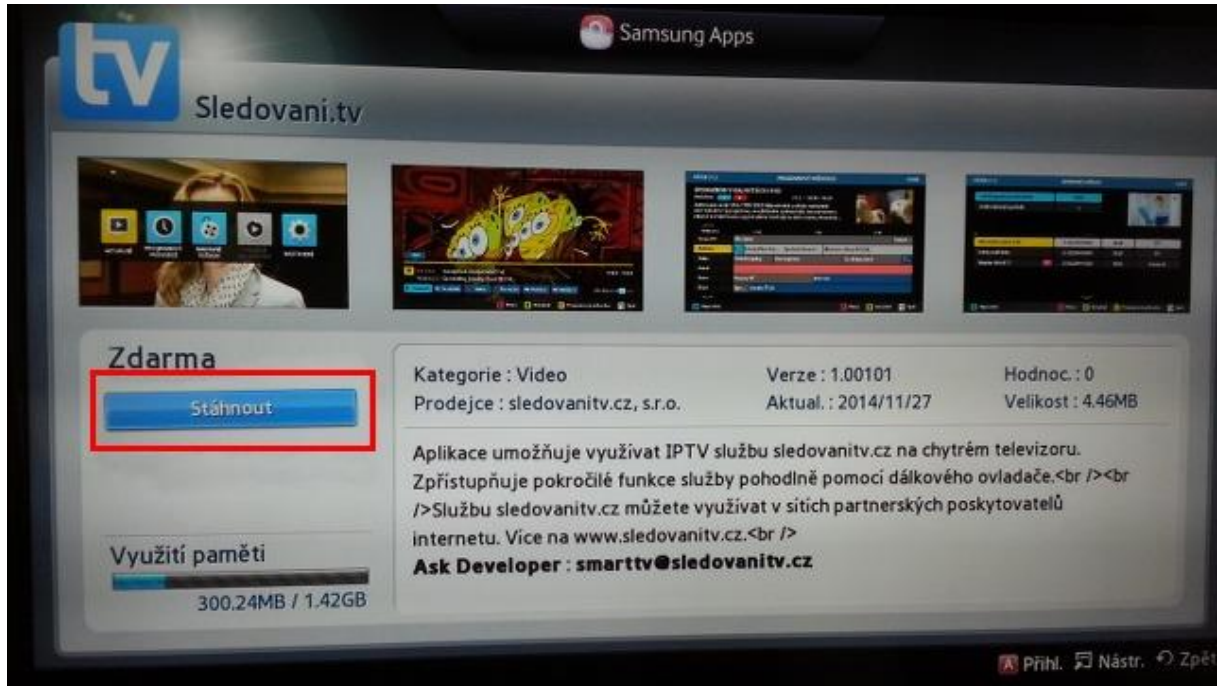 tv
Samsung Apps
Sledovani.tv
Zdarma
Stáhnout
Kategorie : Video
Verze : 1.00101
Hodnoc. : 0
Prodejce : sledovanitv.cz, s.r.o.
Aktual. : 2014/11/27
Velikost : 4.46MB
Aplikace umožňuje využívat IPTV službu sledovanitv.cz na chytrém televizoru.
Zpřístupňuje pokročilé funkce služby pohodlně pomocí dálkového ovladače.<br /><br
/>Službu sledovanitv.cz můžete využívat v sítích partnerských poskytovatelů
internetu. Více na www.sledovanitv.cz.<br />
Ask Developer : smarttv@sledovanitv.cz
Využití paměti
300.24MB / 1.42GB
A Přihl. Nástr. Zpět